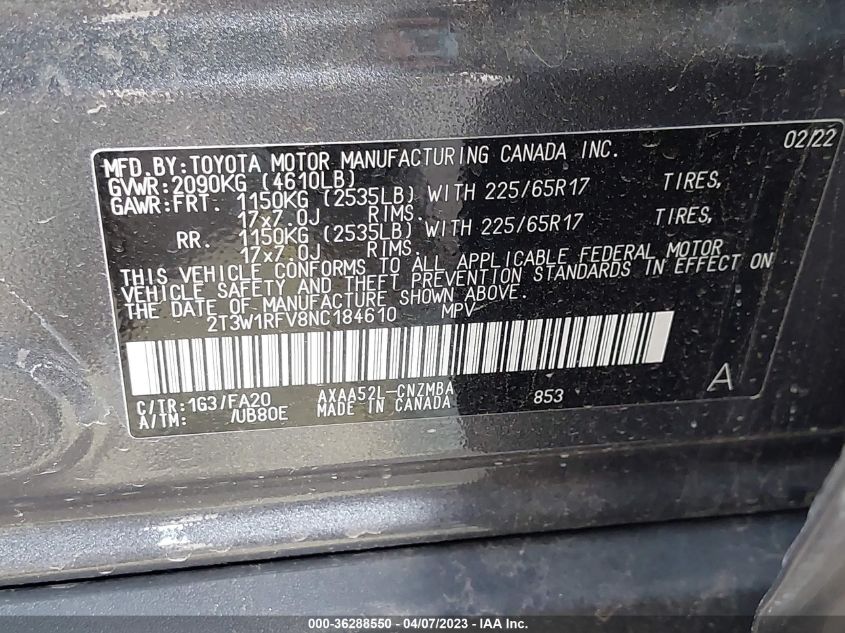 02/22
MFD.BY:TOYOTA MOTOR MANUFACTURING CANADA INC.
GVWR:2090KG (4610LB)
GAWR:FRT. 1150KG (2535LB) WITH 225/65R17 TIRES,
17x7.0J RIMS.
RR. 1150KG (2535LB) WITH 225/65R17 TIRES,
17x7.0J RIMS.
THIS VEHICLE CONFORMS TO ALL APPLICABLE FEDERAL MOTOR
VEHICLE SAFETY AND THEFT PREVENTION STANDARDS IN EFFECT ON
THE DATE OF MANUFACTURE SHOWN ABOVE.
2T3W1RFV8NC184610 MPV
C/TR:1G3/FA20 AXAA52L-CNZMBA 853 A
A/TM: /UB80E MADE IN CANADA
000-36288550 - 04/07/2023 - IAA Inc.